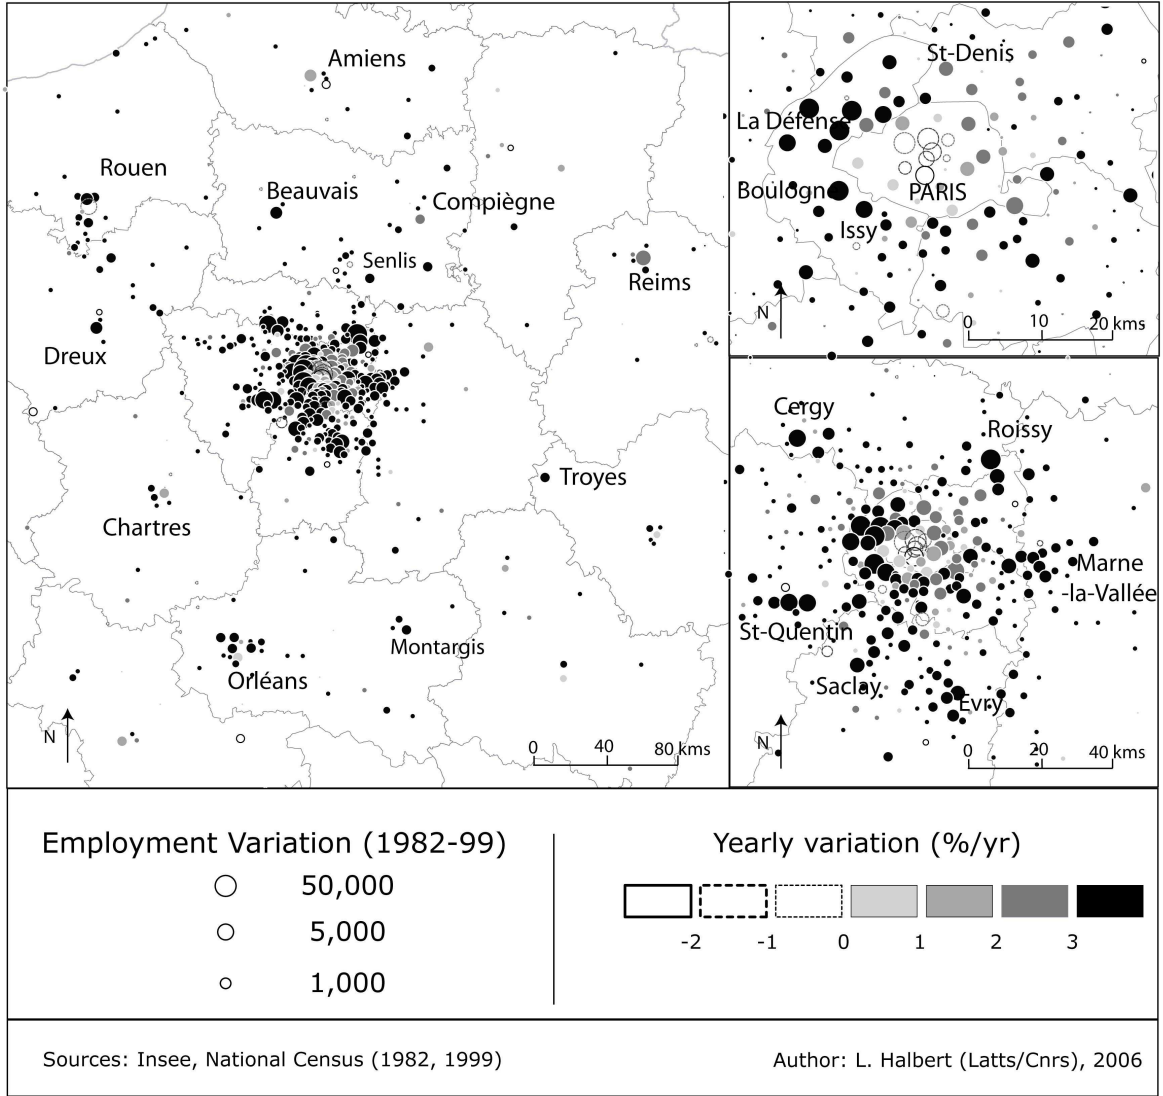 Amiens
Rouen
Beauvais
Compiègne
Senlis
Reims
Dreux
Troyes
Chartres
Montargis
Orléans
N
0 40 80 kms
St-Denis
La Défense
Boulogne
PARIS
Issy
N
0 10 20 kms
Cergy
Roissy
Marne
-la-Vallée
St-Quentin
Saclay
Evry
N
0 20 40 kms
Employment Variation (1982-99)
50,000
5,000
1,000
Yearly variation (%/yr)
-2 -1 0 1 2 3
Sources: Insee, National Census (1982, 1999)
Author: L. Halbert (Latts/Cnrs), 2006